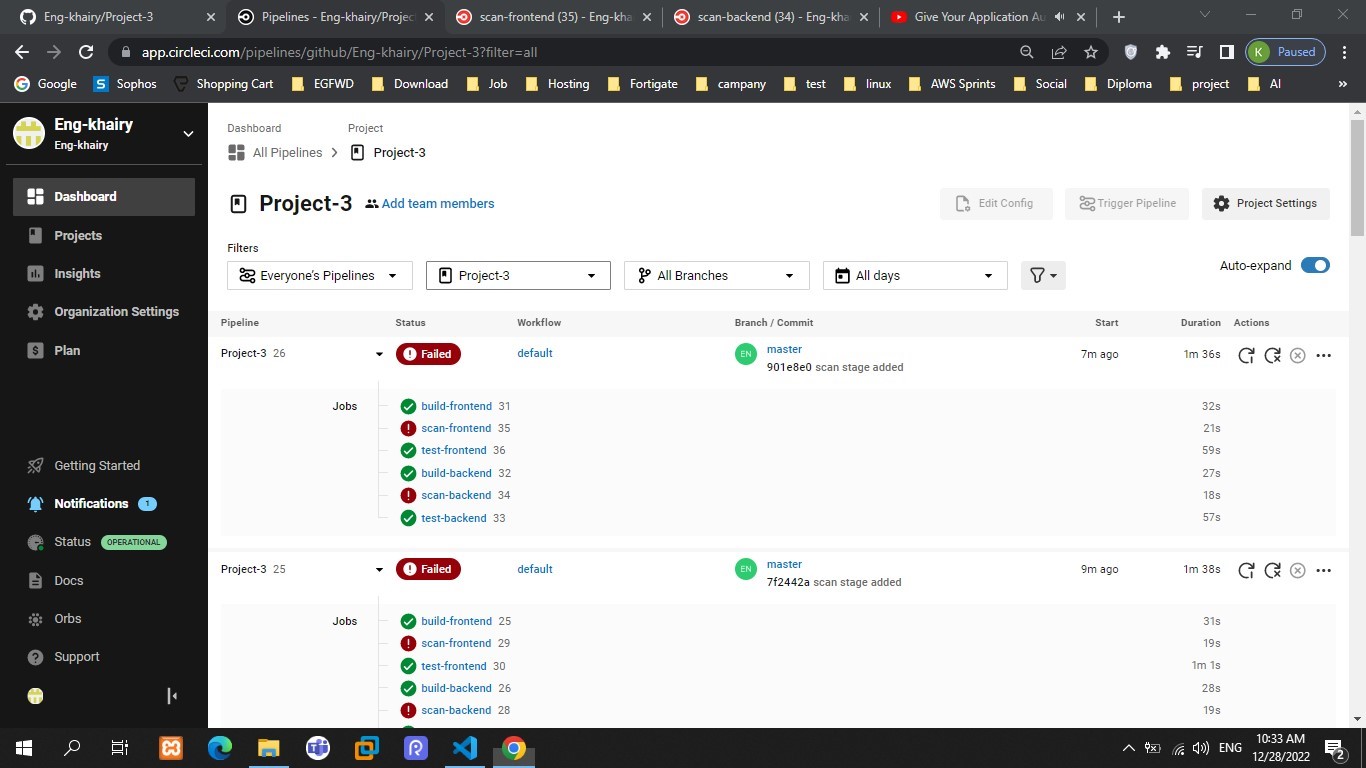 Eng-khairy/Project-3
Pipelines - Eng-khairy/Projec
scan-frontend (35) - Eng-kha
scan-backend (34) - Eng-kha
Give Your Application Au
app.circleci.com/pipelines/github/Eng-khairy/Project-3?filter=all
K Paused
Google
S Sophos
Shopping Cart
EGFWD
Download
Job
Hosting
Fortigate
campany
test
linux
AWS Sprints
Social
Diploma
project
AI
»
Eng-khairy
Eng-khairy
Dashboard
Projects
Insights
Organization Settings
Plan
Getting Started
Notifications 1
Status OPERATIONAL
Docs
Orbs
Support
Dashboard Project
All Pipelines Project-3
Project-3 Add team members
Edit Config
Trigger Pipeline
Project Settings
Filters
Everyone's Pipelines
Project-3
All Branches
All days
Auto-expand
Pipeline Status Workflow Branch / Commit Start Duration Actions
Project-3 26 Failed default EN master 7m ago 1m 36s
901e8e0 scan stage added
Jobs build-frontend 31 32s
scan-frontend 35 21s
test-frontend 36 59s
build-backend 32 27s
scan-backend 34 18s
test-backend 33 57s
Project-3 25 Failed default EN master 9m ago 1m 38s
7f2442a scan stage added
Jobs build-frontend 25 31s
scan-frontend 29 19s
test-frontend 30 1m 1s
build-backend 26 28s
scan-backend 28 19s
ENG
10:33 AM
12/28/2022
2